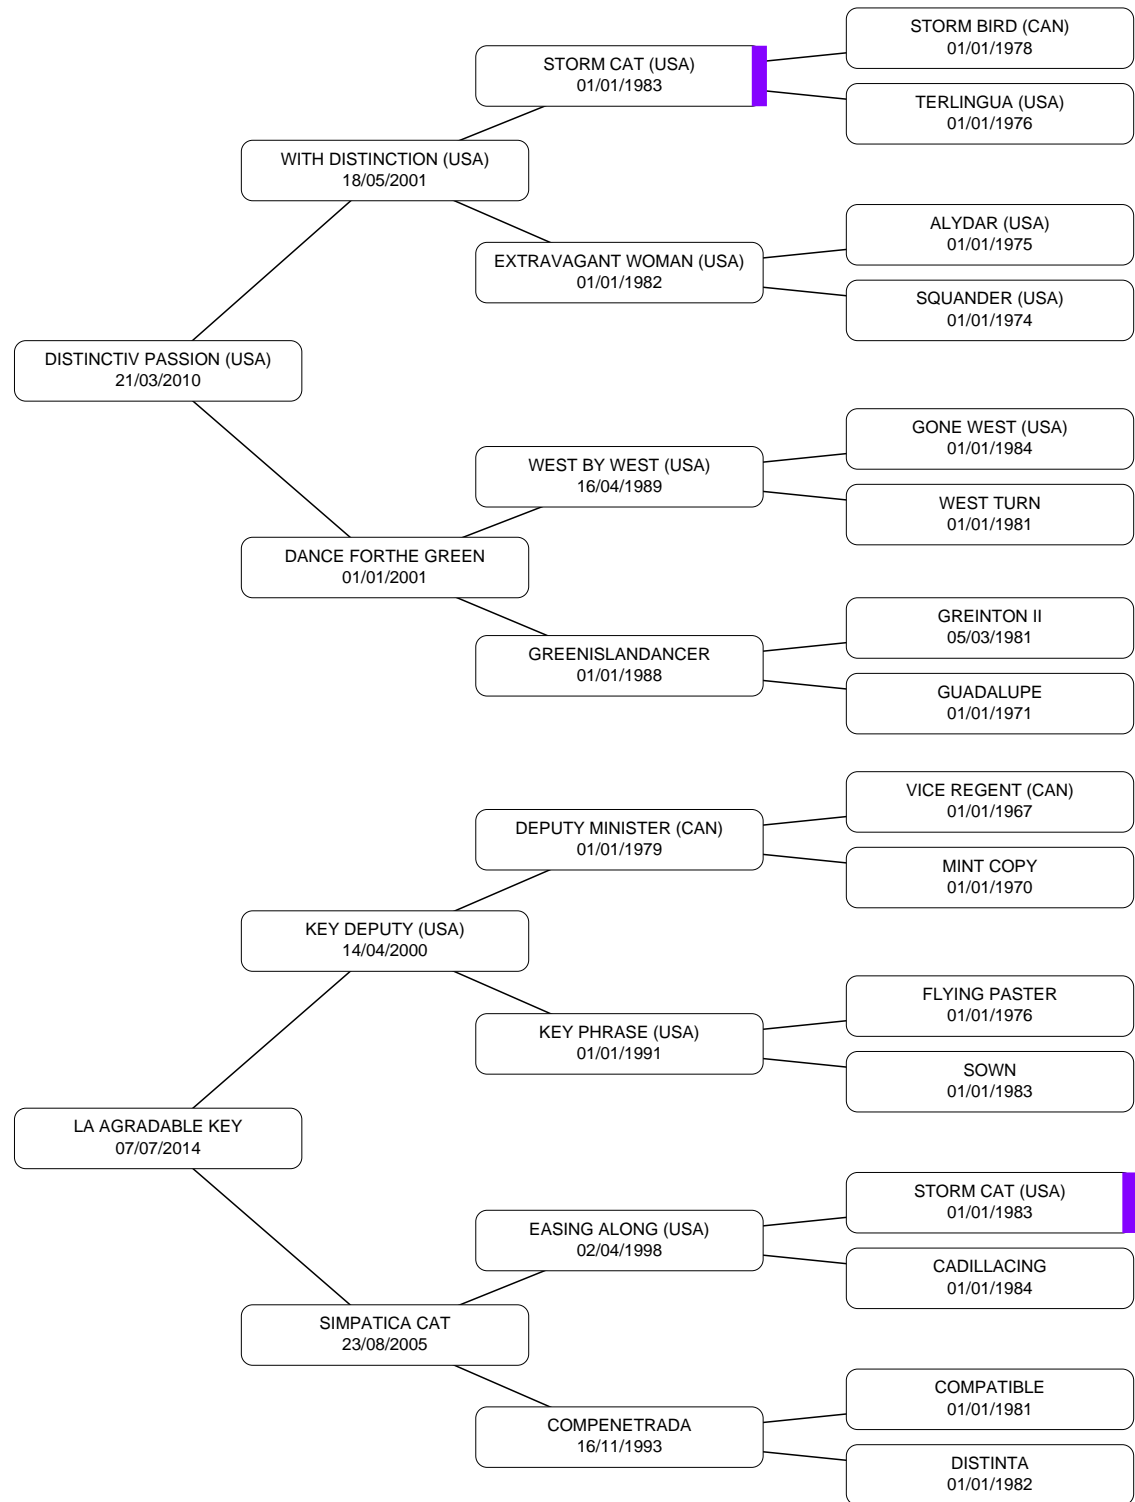 STORM BIRD (CAN)
01/01/1978
STORM CAT (USA)
01/01/1983
TERLINGUA (USA)
01/01/1976
WITH DISTINCTION (USA)
18/05/2001
ALYDAR (USA)
01/01/1975
EXTRAVAGANT WOMAN (USA)
01/01/1982
SQUANDER (USA)
01/01/1974
DISTINCTIV PASSION (USA)
21/03/2010
GONE WEST (USA)
01/01/1984
WEST BY WEST (USA)
16/04/1989
WEST TURN
01/01/1981
DANCE FORTHE GREEN
01/01/2001
GREINTON II
05/03/1981
GREENISLANDANCER
01/01/1988
GUADALUPE
01/01/1971
VICE REGENT (CAN)
01/01/1967
DEPUTY MINISTER (CAN)
01/01/1979
MINT COPY
01/01/1970
KEY DEPUTY (USA)
14/04/2000
FLYING PASTER
01/01/1976
KEY PHRASE (USA)
01/01/1991
SOWN
01/01/1983
LA AGRADABLE KEY
07/07/2014
STORM CAT (USA)
01/01/1983
EASING ALONG (USA)
02/04/1998
CADILLACING
01/01/1984
SIMPATICA CAT
23/08/2005
COMPATIBLE
01/01/1981
COMPENETRADA
16/11/1993
DISTINTA
01/01/1982